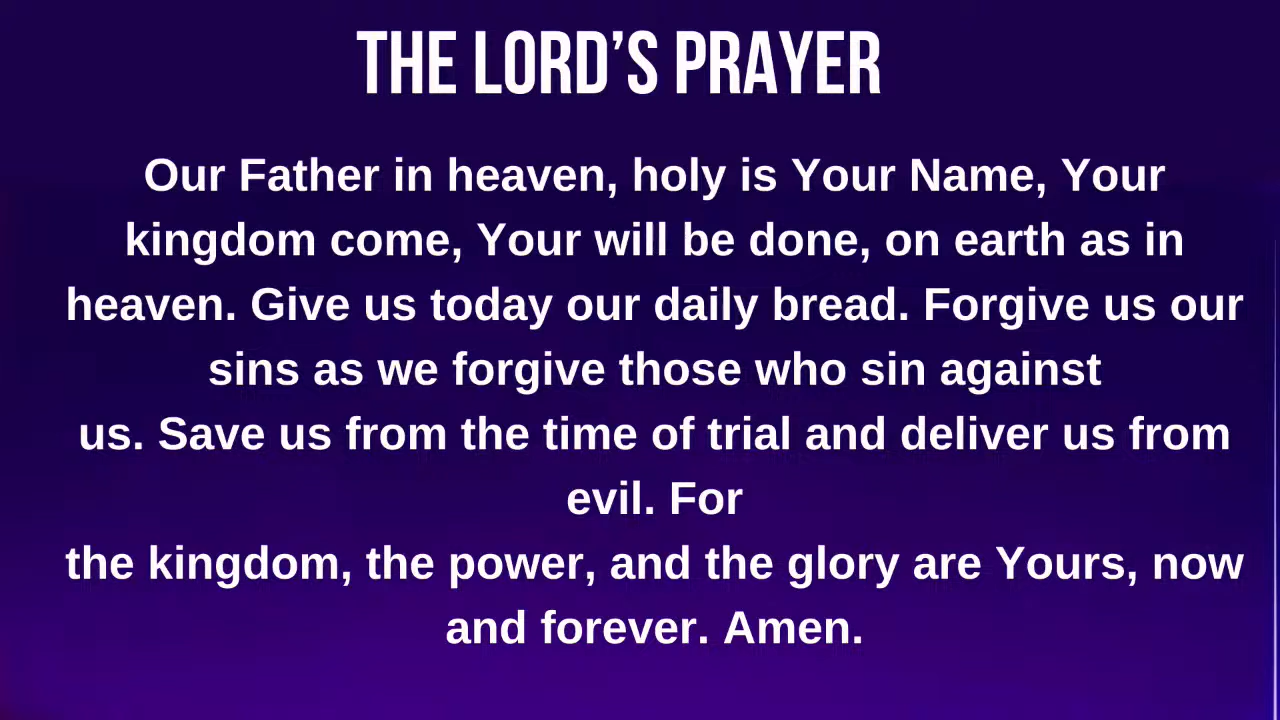 THE LORD'S PRAYER
Our Father in heaven, holy is Your Name, Your
kingdom come, Your will be done, on earth as in
heaven. Give us today our daily bread. Forgive us our
sins as we forgive those who sin against
us. Save us from the time of trial and deliver us from
evil. For
the kingdom, the power, and the glory are Yours, now
and forever. Amen.